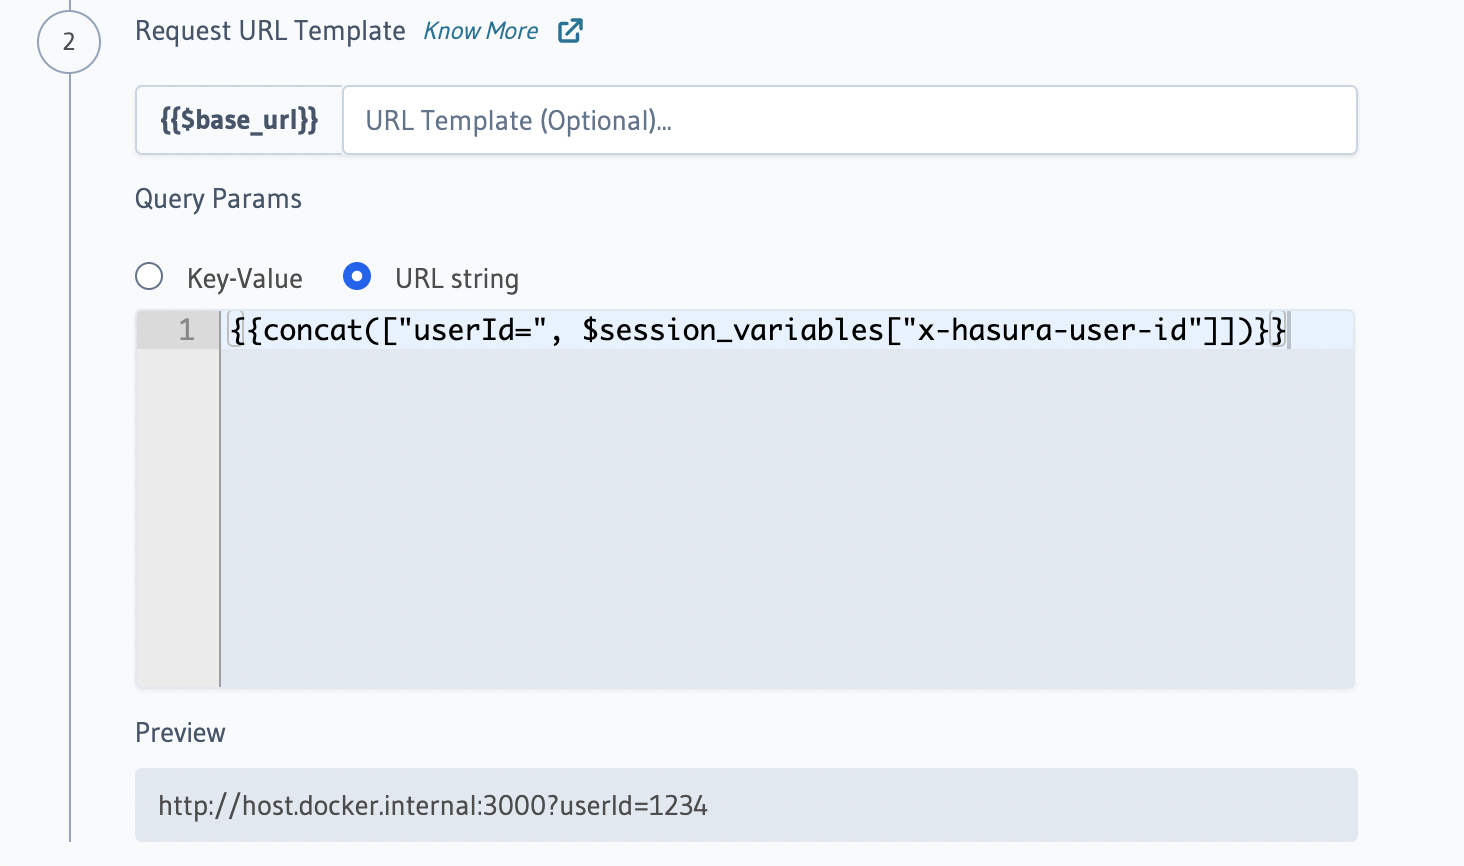 2
Request URL Template Know More
{{$base_url}} URL Template (Optional)...
Query Params
Key-Value URL string
1 {{concat(["userId=", $session_variables["x-hasura-user-id"]])}}
Preview
http://host.docker.internal:3000?userId=1234